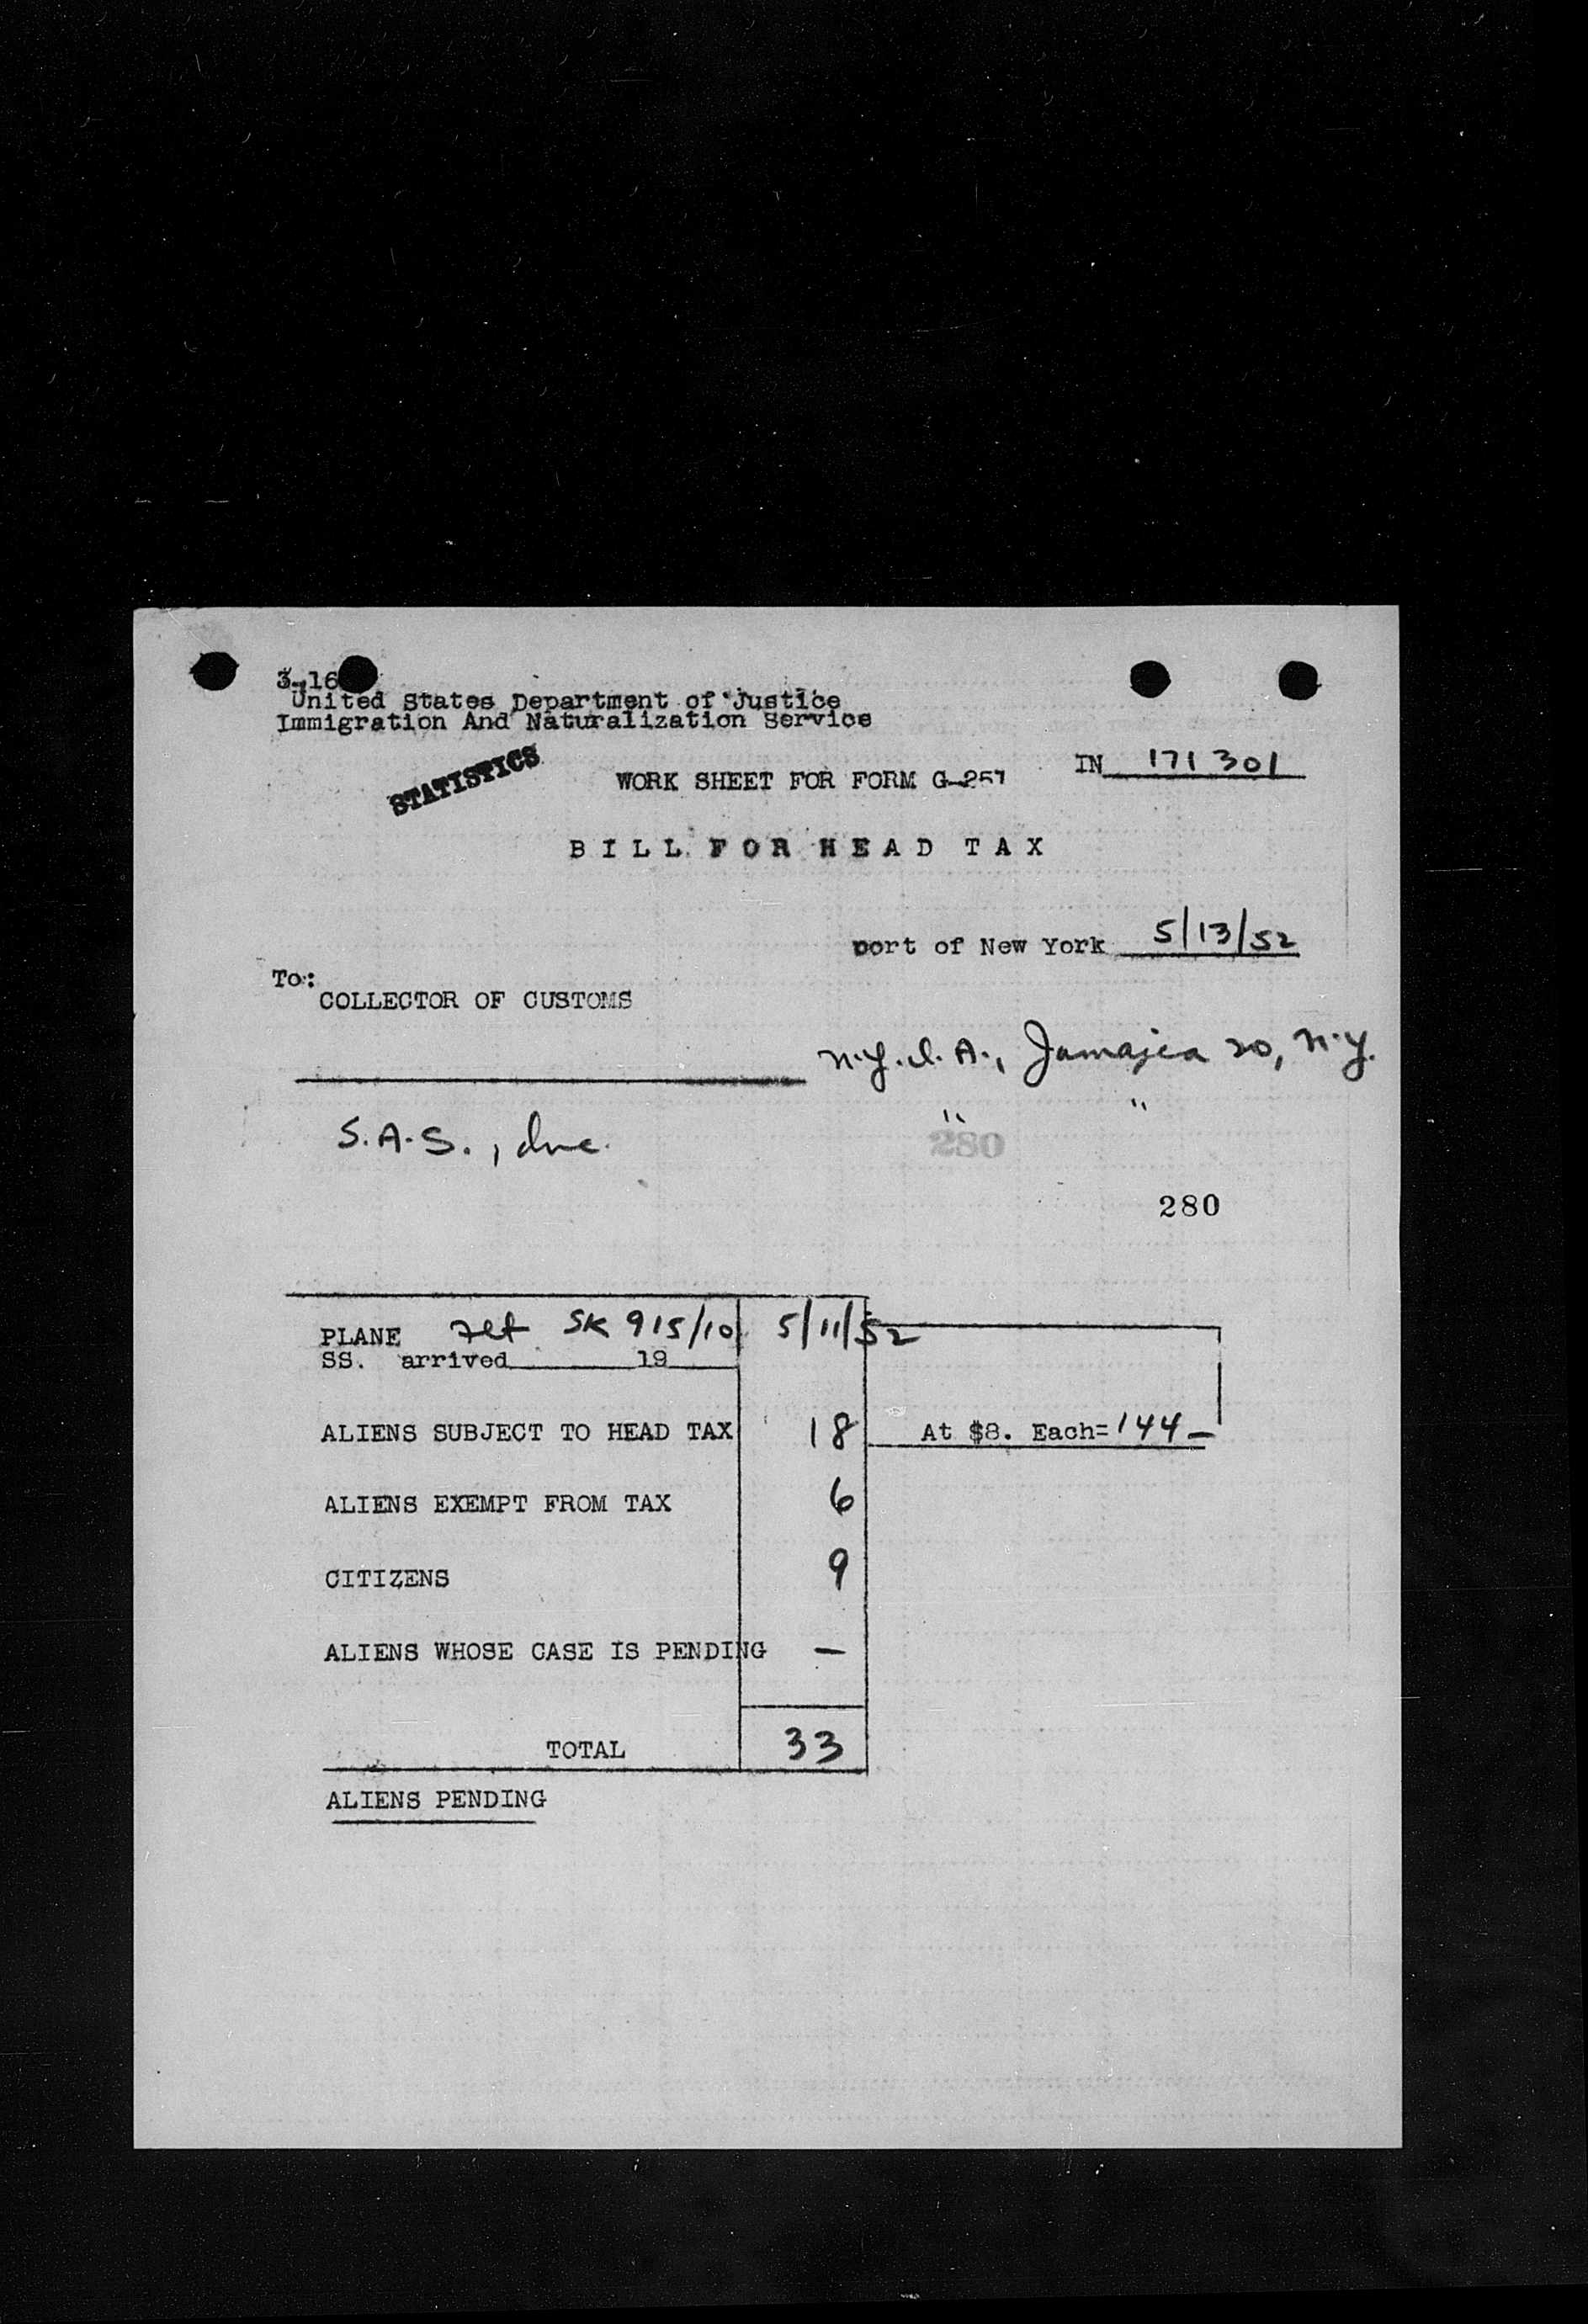 3-16
United States Department of Justice
Immigration And Naturalization Service
STATISTICS
WORK SHEET FOR FORM G-257
IN 171301
BILL FOR HEAD TAX
port of New York 5/13/52
To:
COLLECTOR OF CUSTOMS
N.Y.I.A., Jamaica 20, N.Y.
" "
S.A.S., Inc.
280
280
PLANE SK 915/10 5/11/52
SS. arrived 19
ALIENS SUBJECT TO HEAD TAX 18 At $8. Each= 144 —
ALIENS EXEMPT FROM TAX 6
CITIZENS 9
ALIENS WHOSE CASE IS PENDING —
TOTAL 33
ALIENS PENDING